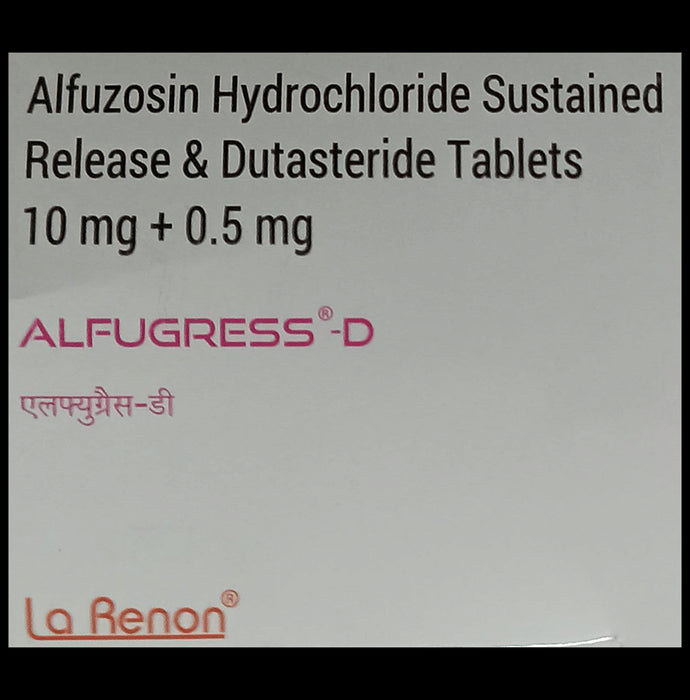 Alfuzosin Hydrochloride Sustained
Release & Dutasteride Tablets
10 mg + 0.5 mg
ALFUGRESS®-D
एलफ्युग्रैस-डी
La Renon®